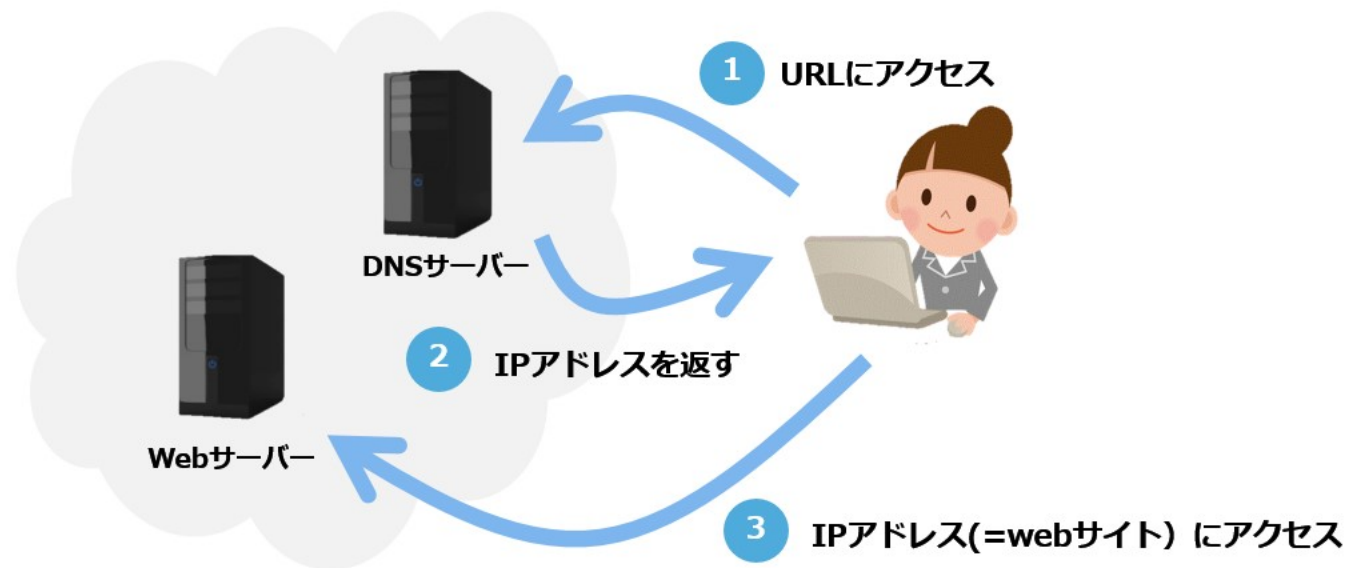 1 URLにアクセス
DNSサーバー
2 IPアドレスを返す
Webサーバー
3 IPアドレス(=webサイト）にアクセス